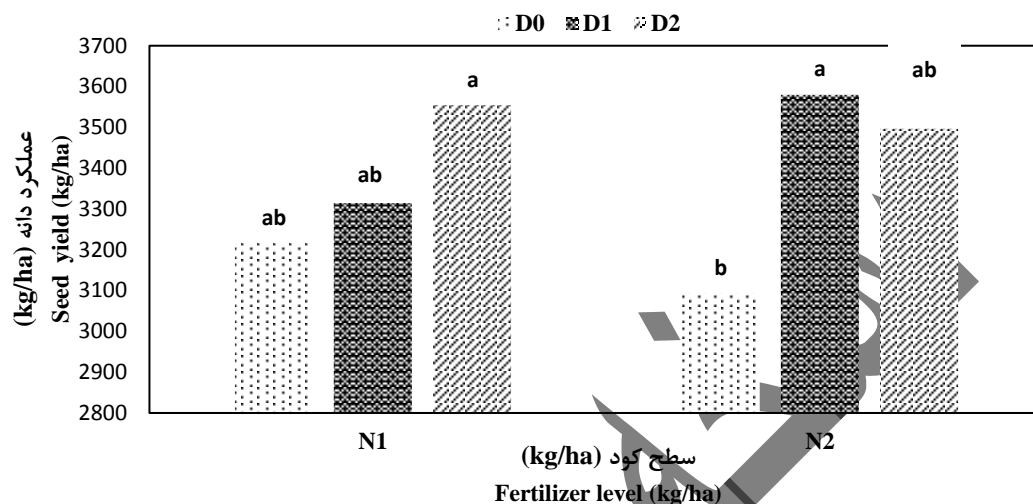 D0 D1 D2
3700
3600
3500
3400
3300
3200
3100
3000
2900
2800
عملکرد دانه (kg/ha)
Seed yield (kg/ha)
ab
ab
a
b
a
ab
N1
N2
سطح کود (kg/ha)
Fertilizer level (kg/ha)